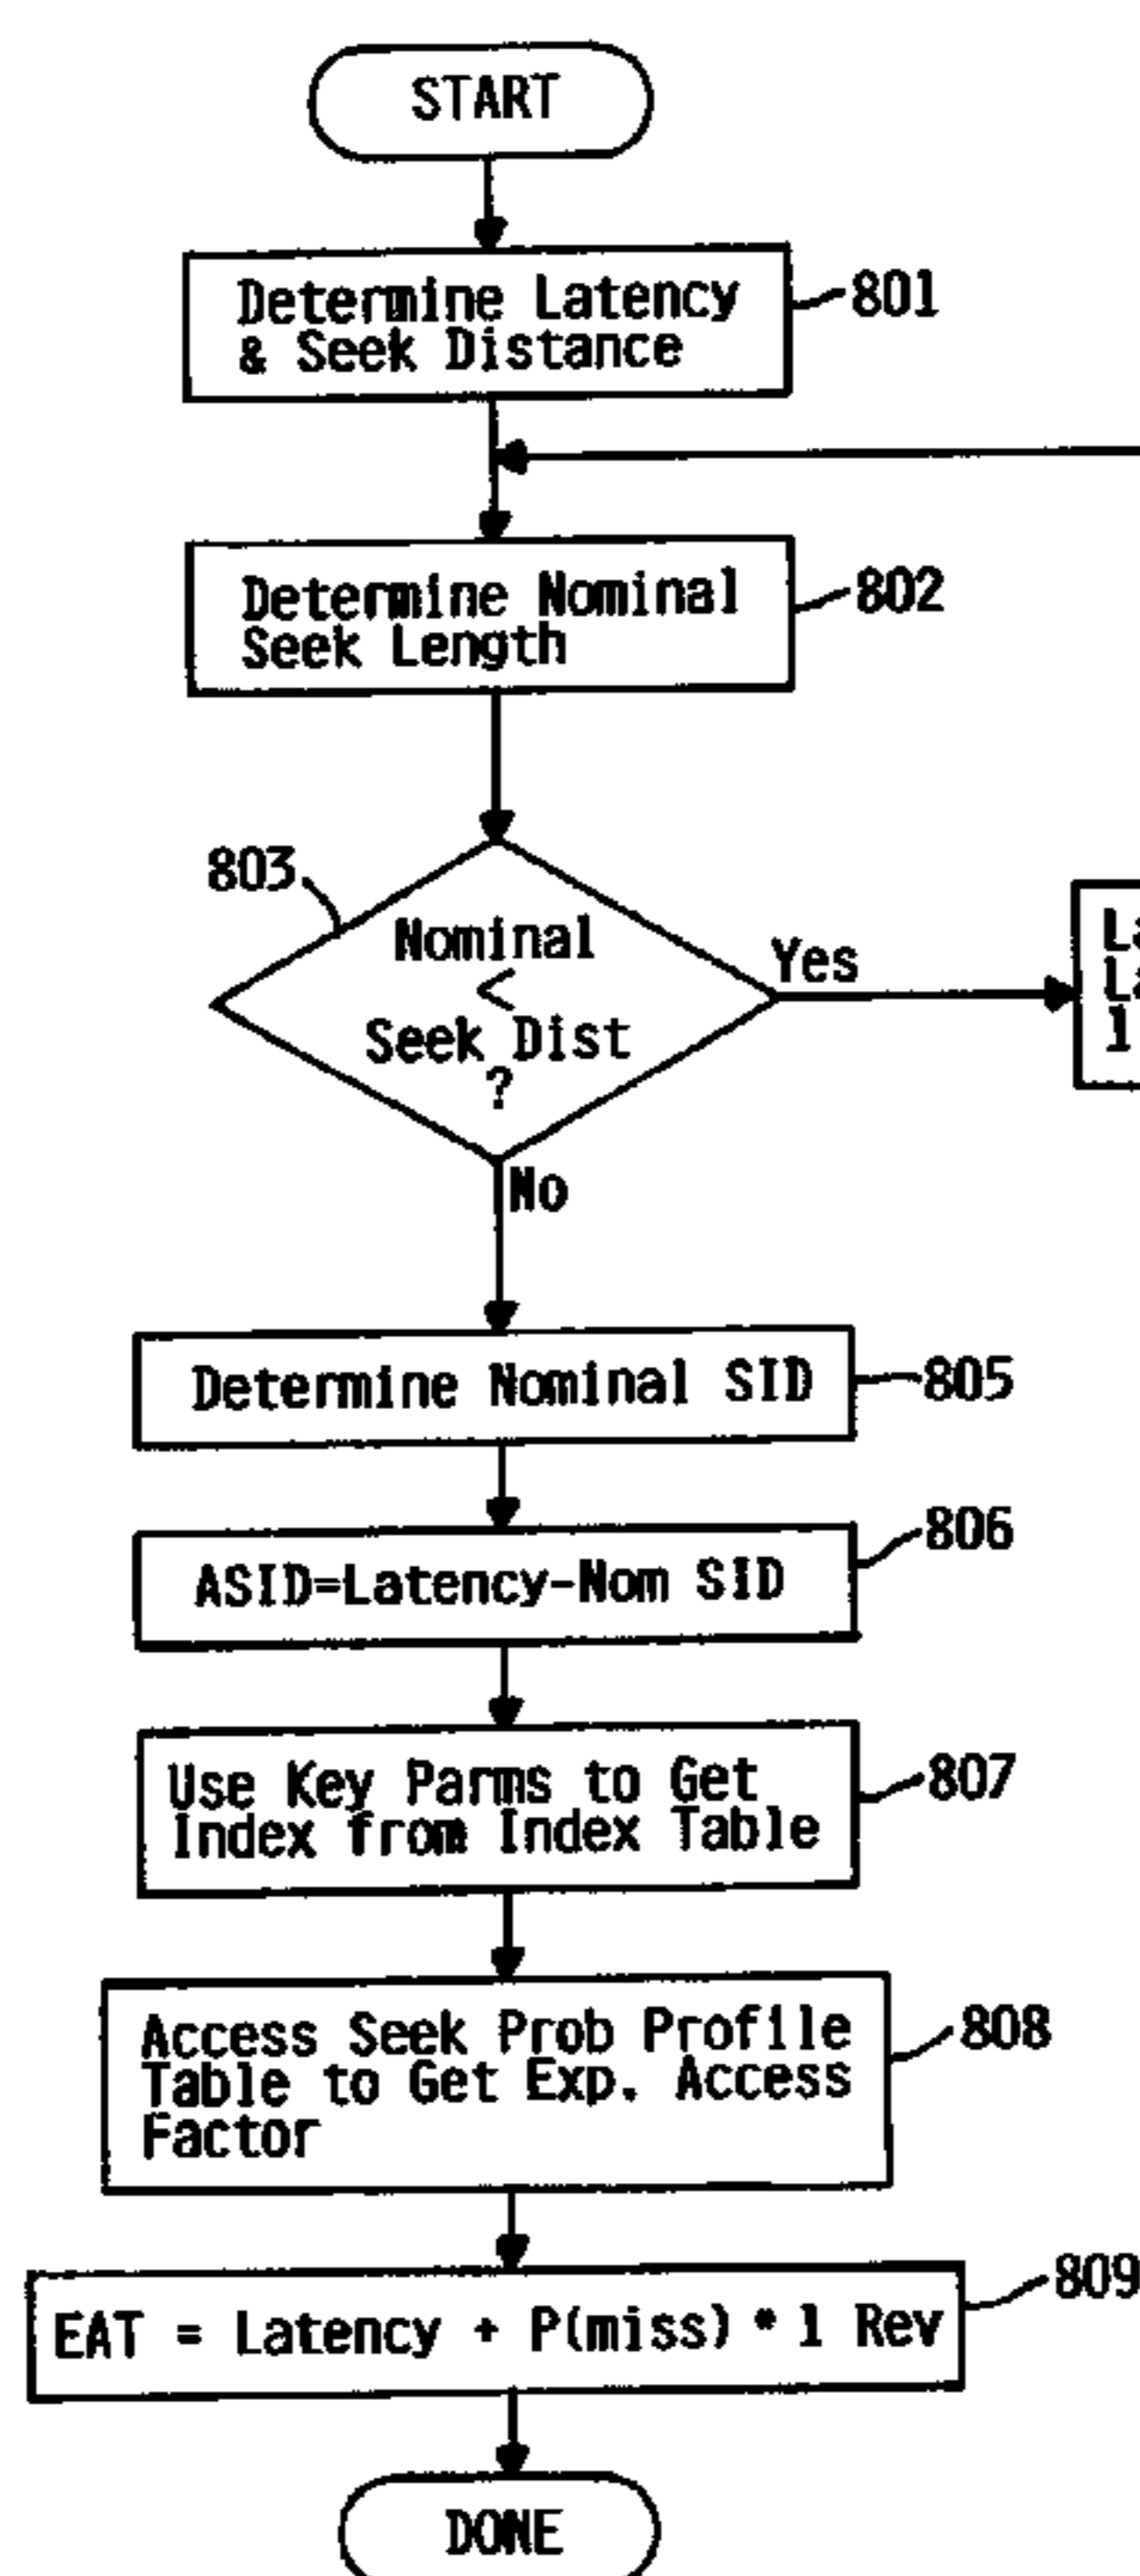 START
Determine Latency
& Seek Distance
801
Determine Nominal
Seek Length
802
803
Nominal
<
Seek Dist
?
Yes
No
Determine Nominal SID
805
ASID=Latency-Nom SID
806
Use Key Parms to Get
Index from Index Table
807
Access Seek Prob Profile
Table to Get Exp. Access
Factor
808
EAT = Latency + P(miss) * 1 Rev
809
DONE